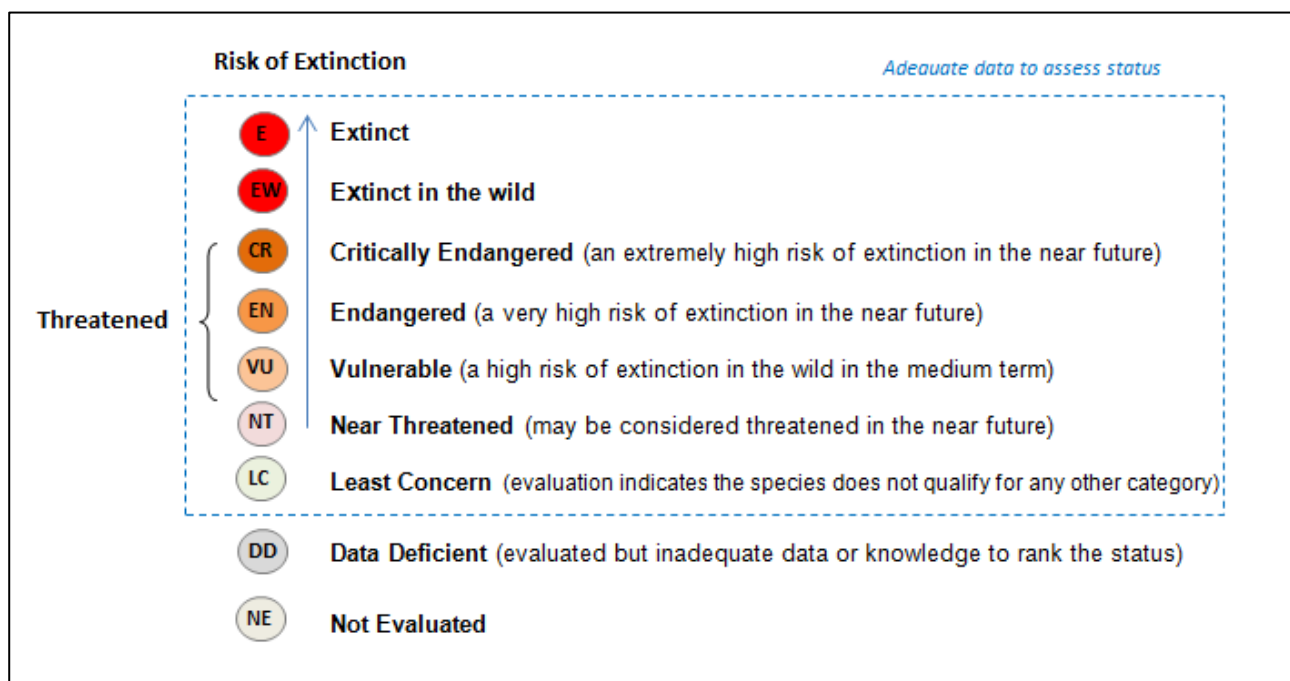 Risk of Extinction
Adeauate data to assess status
E Extinct
EW Extinct in the wild
CR Critically Endangered (an extremely high risk of extinction in the near future)
Threatened
EN Endangered (a very high risk of extinction in the near future)
VU Vulnerable (a high risk of extinction in the wild in the medium term)
NT Near Threatened (may be considered threatened in the near future)
LC Least Concern (evaluation indicates the species does not qualify for any other category)
DD Data Deficient (evaluated but inadequate data or knowledge to rank the status)
NE Not Evaluated